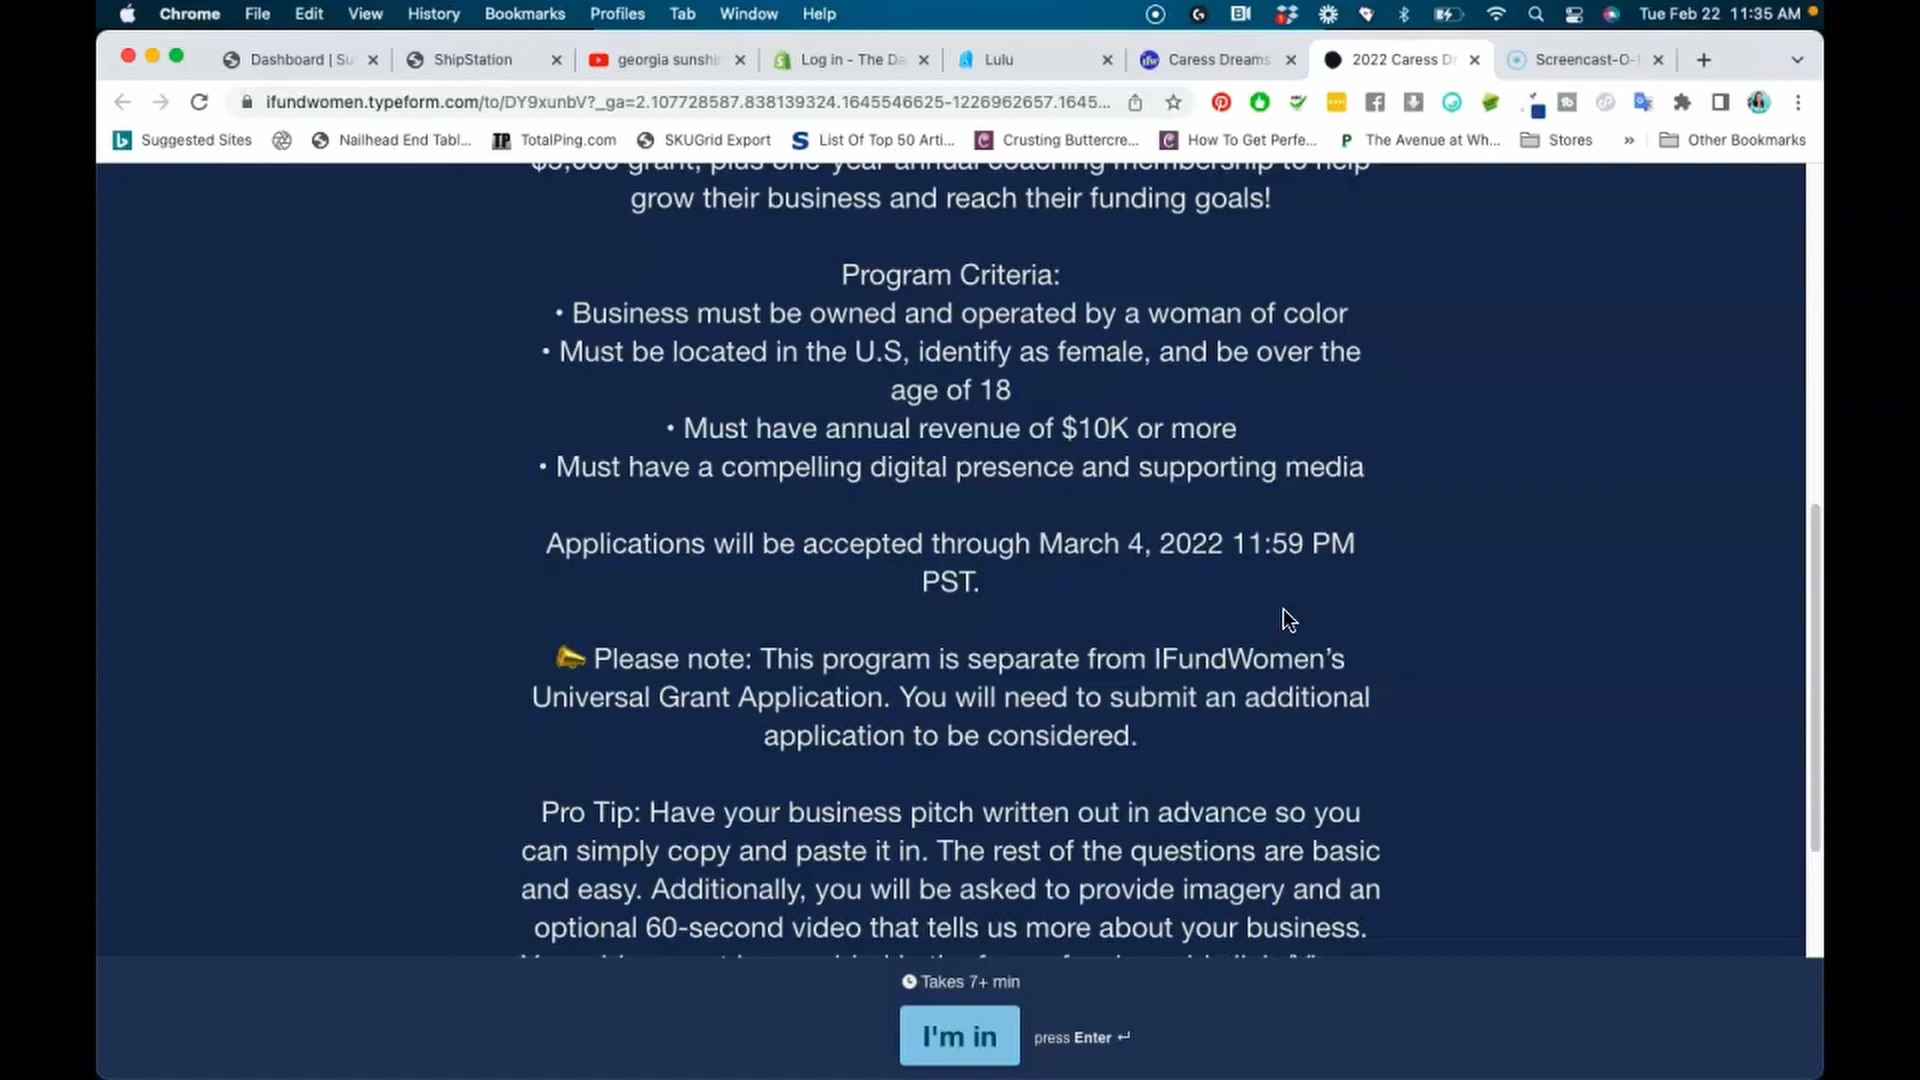 Chrome File Edit View History Bookmarks Profiles Tab Window Help Tue Feb 22 11:35 AM
Dashboard | Su ShipStation georgia sunshi Log in - The Da Lulu Caress Dreams 2022 Caress D Screencast-O-
ifundwomen.typeform.com/to/DY9xunbV?_ga=2.107728587.838139324.1645546625-1226962657.1645...
Suggested Sites Nailhead End Tabl... TotalPing.com SKUGrid Export List Of Top 50 Arti... Crusting Buttercre... How To Get Perfe... The Avenue at Wh... Stores » Other Bookmarks
$5,000 grant, plus one-year annual coaching membership to help
grow their business and reach their funding goals!
Program Criteria:
• Business must be owned and operated by a woman of color
• Must be located in the U.S, identify as female, and be over the
age of 18
• Must have annual revenue of $10K or more
• Must have a compelling digital presence and supporting media
Applications will be accepted through March 4, 2022 11:59 PM
PST.
Please note: This program is separate from IFundWomen's
Universal Grant Application. You will need to submit an additional
application to be considered.
Pro Tip: Have your business pitch written out in advance so you
can simply copy and paste it in. The rest of the questions are basic
and easy. Additionally, you will be asked to provide imagery and an
optional 60-second video that tells us more about your business.
Takes 7+ min
I'm in press Enter ↵